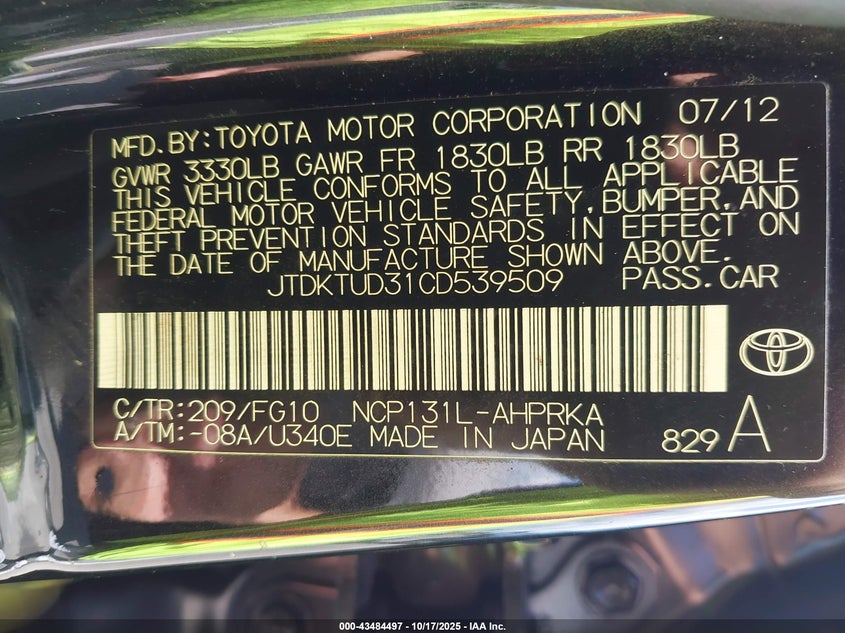 MFD.BY:TOYOTA MOTOR CORPORATION 07/12
GVWR 3330LB GAWR FR 1830LB RR 1830LB
THIS VEHICLE CONFORMS TO ALL APPLICABLE
FEDERAL MOTOR VEHICLE SAFETY,BUMPER,AND
THEFT PREVENTION STANDARDS IN EFFECT ON
THE DATE OF MANUFACTURE SHOWN ABOVE.
JTDKTUD31CD539509 PASS.CAR
C/TR:209/FG10 NCP131L-AHPRKA
A/TM:-08A/U340E MADE IN JAPAN 829 A
000-43484497 - 10/17/2025 - IAA Inc.